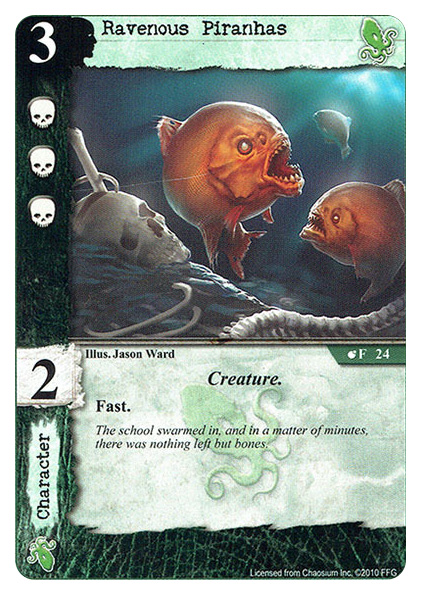 3
Ravenous Piranhas
Illus. Jason Ward
F 24
2
Creature.
Fast.
The school swarmed in, and in a matter of minutes,
there was nothing left but bones.
Character
Licensed from Chaosium Inc. ©2010 FFG